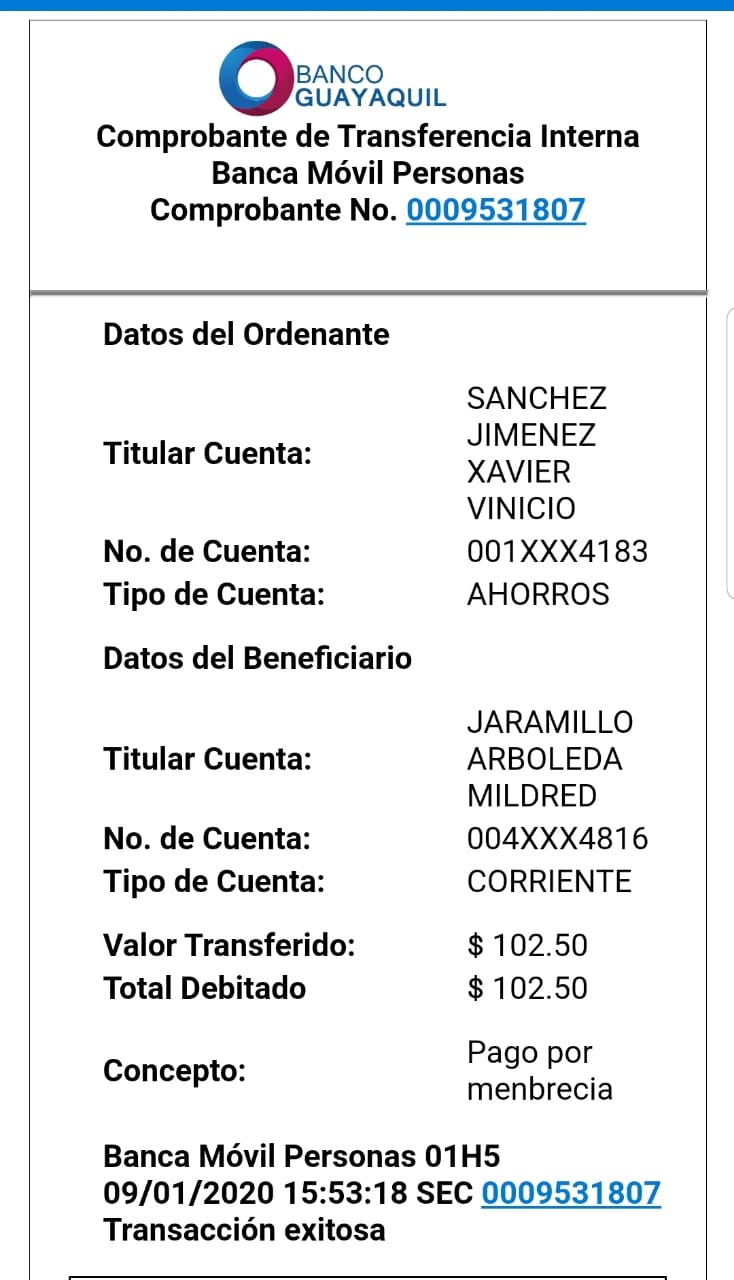 BANCO
GUAYAQUIL
Comprobante de Transferencia Interna
Banca Móvil Personas
Comprobante No. 0009531807
Datos del Ordenante
Titular Cuenta:
SANCHEZ
JIMENEZ
XAVIER
VINICIO
No. de Cuenta: 001XXX4183
Tipo de Cuenta: AHORROS
Datos del Beneficiario
Titular Cuenta:
JARAMILLO
ARBOLEDA
MILDRED
No. de Cuenta: 004XXX4816
Tipo de Cuenta: CORRIENTE
Valor Transferido: $ 102.50
Total Debitado $ 102.50
Concepto:
Pago por
menbrecia
Banca Móvil Personas 01H5
09/01/2020 15:53:18 SEC 0009531807
Transacción exitosa